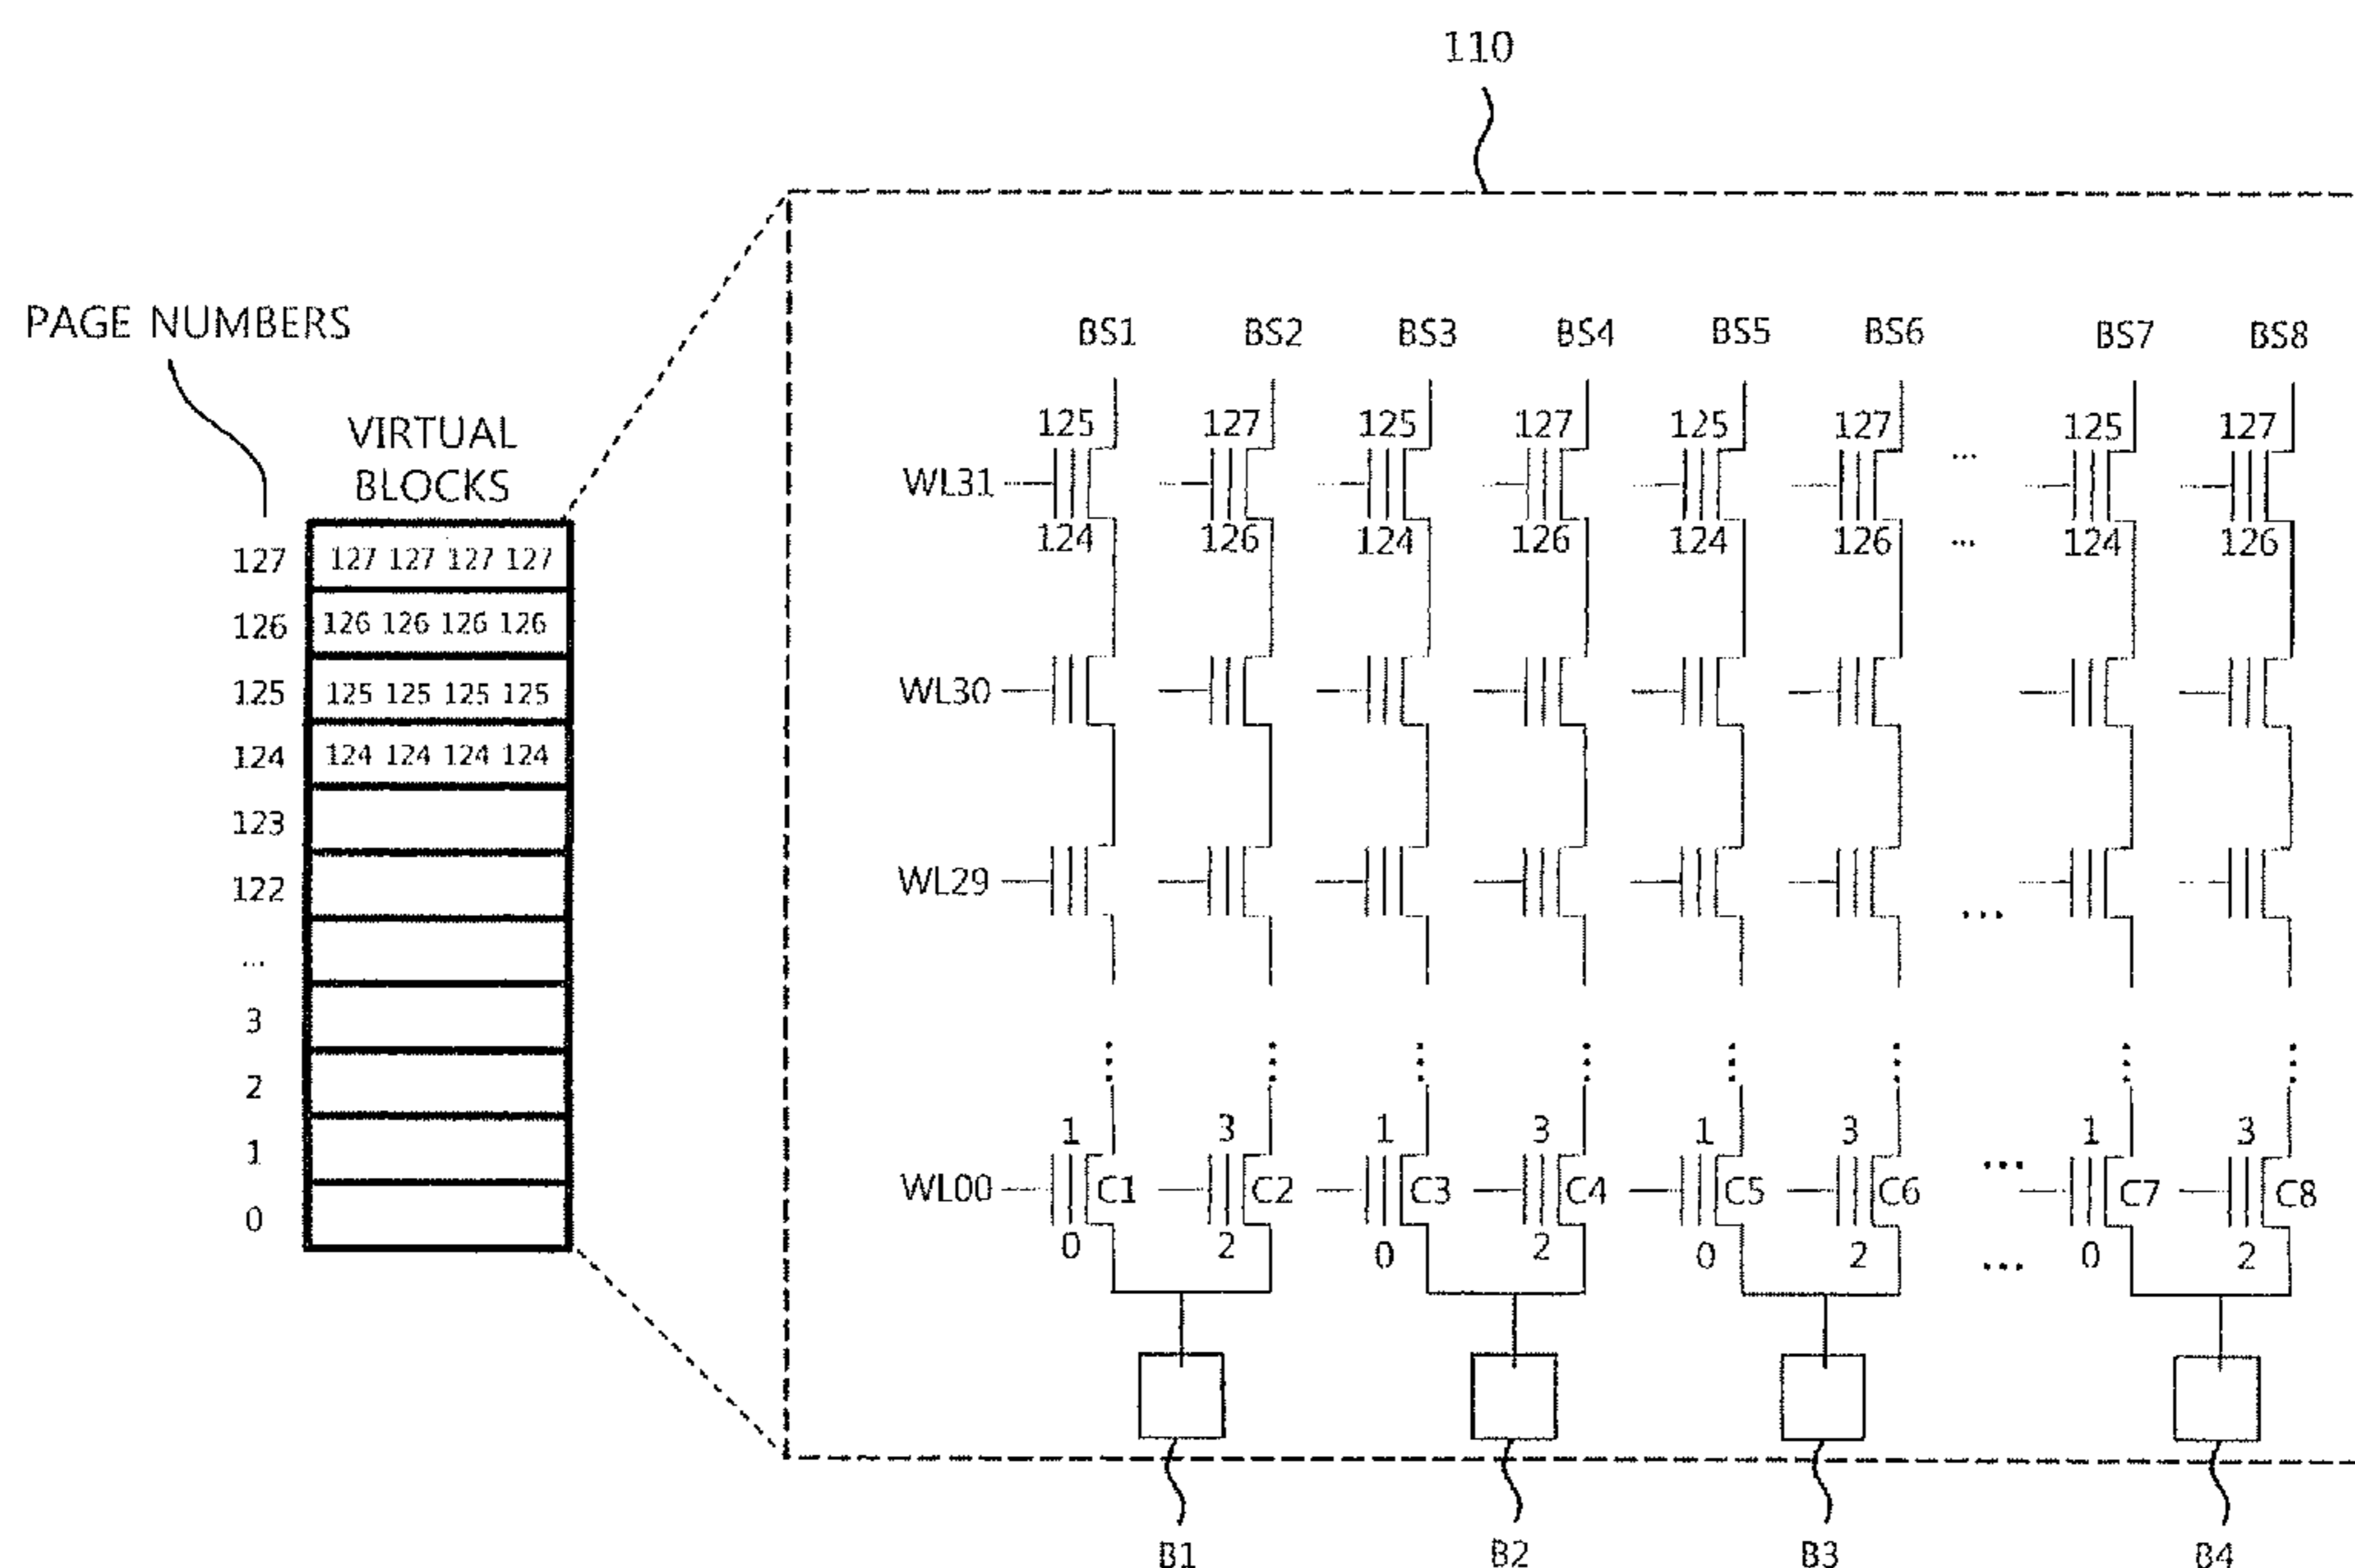 110
PAGE NUMBERS
VIRTUAL
BLOCKS
127 127 127 127 127
126 126 126 126 126
125 125 125 125 125
124 124 124 124 124
123
122
...
3
2
1
0
BS1 BS2 BS3 BS4 BS5 BS6 BS7 BS8
125 127 125 127 125 127 ... 125 127
WL31
124 126 124 126 124 126 ... 124 126
WL30
WL29
...
1 3 1 3 1 3 ... 1 3
WL00 C1 C2 C3 C4 C5 C6 C7 C8
0 2 0 2 0 2 ... 0 2
B1 B2 B3 B4